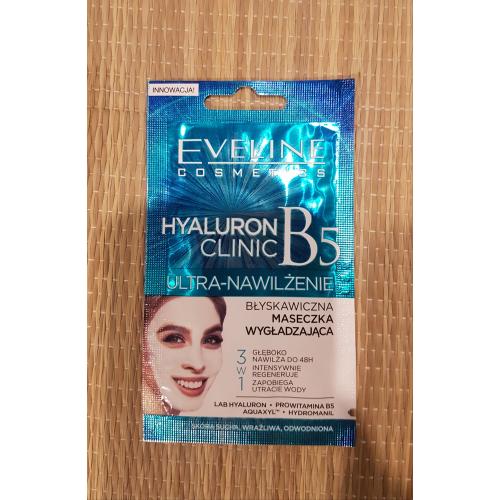 INNOWACJA!
EVELINE
COSMETICS
HYALURON
CLINIC B5
ULTRA-NAWILŻENIE
BŁYSKAWICZNA
MASECZKA
WYGŁADZAJĄCA
3 W 1
GŁĘBOKO
NAWILŻA DO 48H
INTENSYWNIE
REGENERUJE
ZAPOBIEGA
UTRACIE WODY
LAB HYALURON • PROWITAMINA B5
AQUAXYL™ • HYDROMANIL
SKÓRA SUCHA, WRAŻLIWA, ODWODNIONA